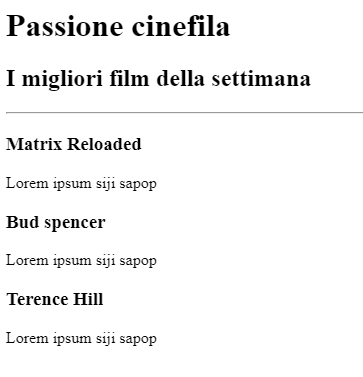 Passione cinefila
I migliori film della settimana
Matrix Reloaded
Lorem ipsum siji sapop
Bud spencer
Lorem ipsum siji sapop
Terence Hill
Lorem ipsum siji sapop